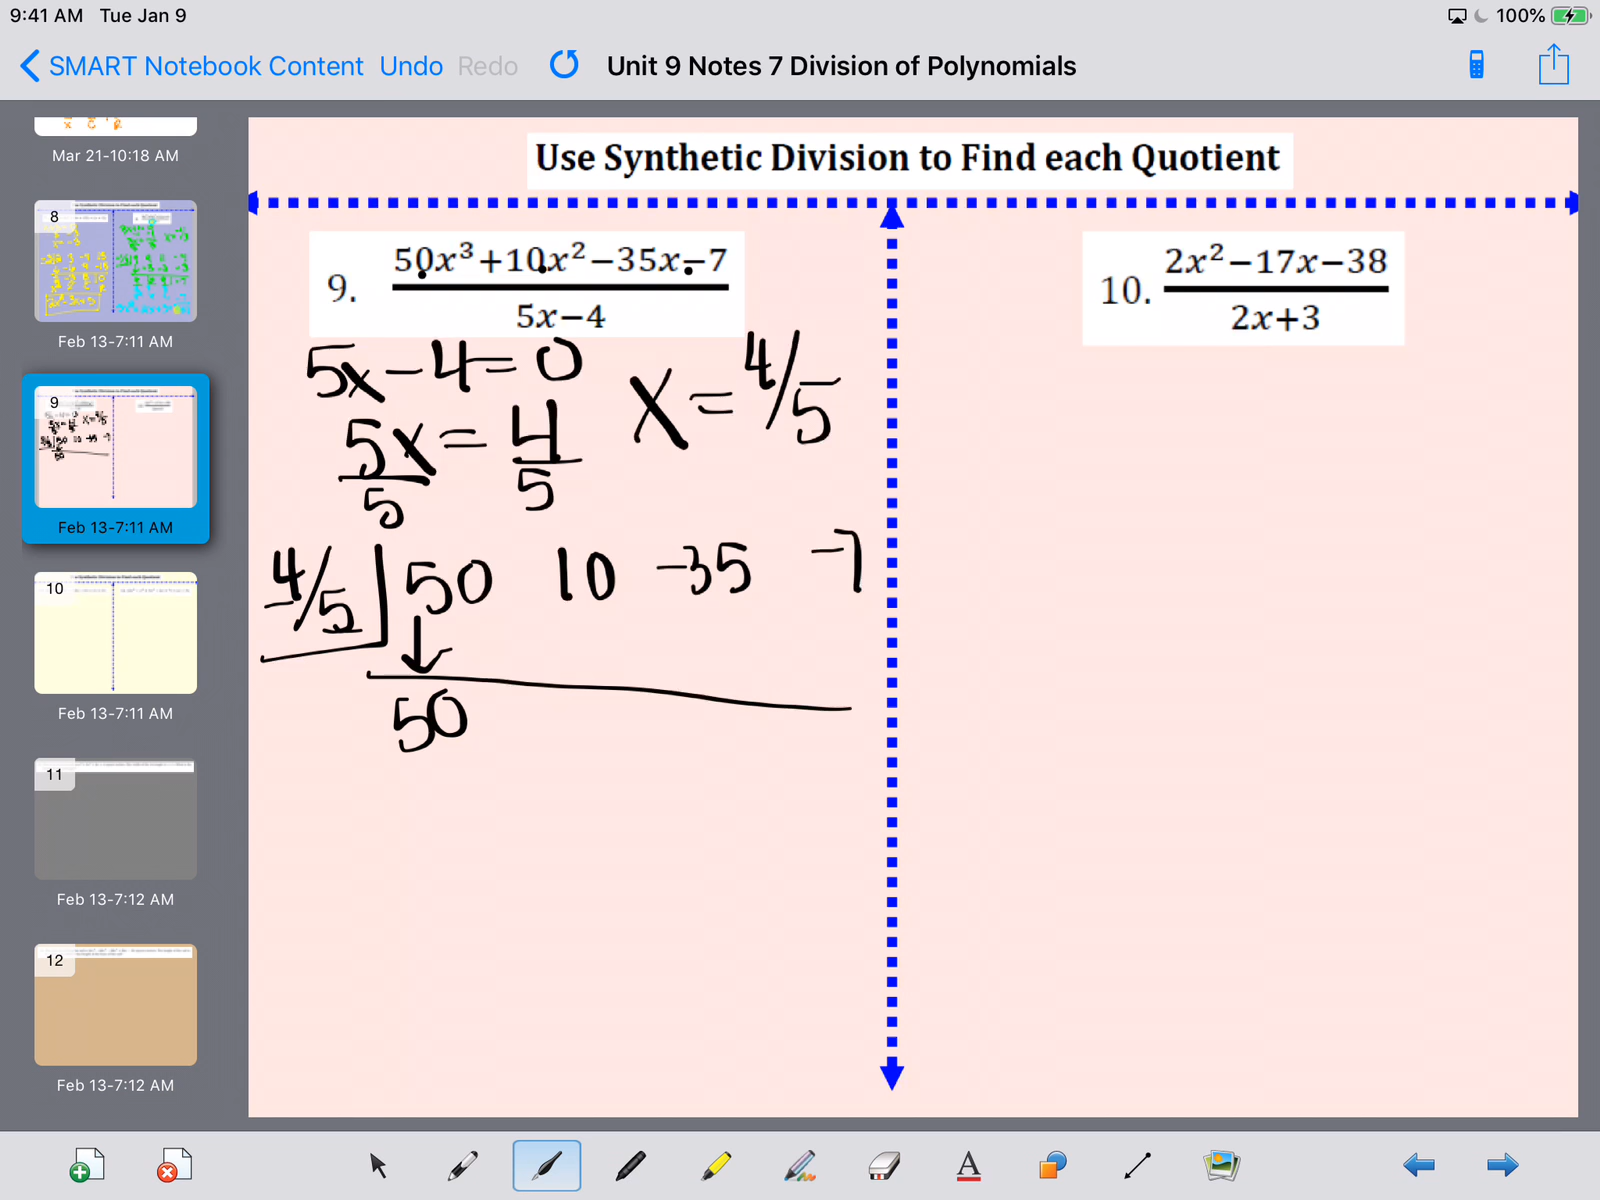 9:41 AM Tue Jan 9 100%
SMART Notebook Content Undo Redo Unit 9 Notes 7 Division of Polynomials
Mar 21-10:18 AM
8
Feb 13-7:11 AM
9
Feb 13-7:11 AM
10
Feb 13-7:11 AM
11
Feb 13-7:12 AM
12
Feb 13-7:12 AM
Use Synthetic Division to Find each Quotient
9.
50x³+10x²−35x−7
5x−4
5x−4=0
5x = 4
5 5
x = 4/5
4/5 50 10 -35 -7
50
10.
2x²−17x−38
2x+3
A